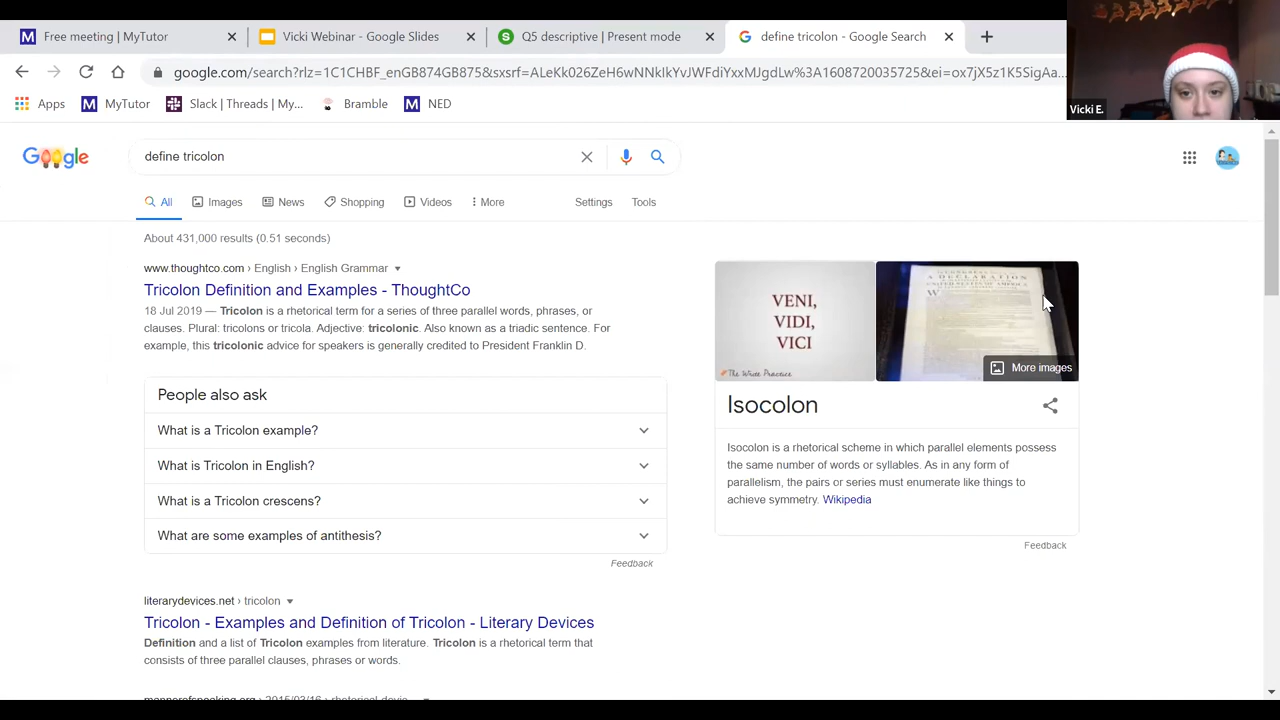 Free meeting | MyTutor
Vicki Webinar - Google Slides
Q5 descriptive | Present mode
define tricolon - Google Search
google.com/search?rlz=1C1CHBF_enGB874GB875&sxsrf=ALeKk026ZeH6wNNkIkYvJWFdiYxxMJgdLw%3A1608720035725&ei=ox7jX5z1K5SigAa...
Apps
MyTutor
Slack | Threads | My...
Bramble
NED
Vicki E.
Google
define tricolon
All
Images
News
Shopping
Videos
More
Settings
Tools
About 431,000 results (0.51 seconds)
www.thoughtco.com › English › English Grammar
Tricolon Definition and Examples - ThoughtCo
18 Jul 2019 — Tricolon is a rhetorical term for a series of three parallel words, phrases, or
clauses. Plural: tricolons or tricola. Adjective: tricolonic. Also known as a triadic sentence. For
example, this tricolonic advice for speakers is generally credited to President Franklin D.
People also ask
What is a Tricolon example?
What is Tricolon in English?
What is a Tricolon crescens?
What are some examples of antithesis?
Feedback
literarydevices.net › tricolon
Tricolon - Examples and Definition of Tricolon - Literary Devices
Definition and a list of Tricolon examples from literature. Tricolon is a rhetorical term that
consists of three parallel clauses, phrases or words.
VENI,
VIDI,
VICI
The Write Practice
A DECLARATION
More images
Isocolon
Isocolon is a rhetorical scheme in which parallel elements possess
the same number of words or syllables. As in any form of
parallelism, the pairs or series must enumerate like things to
achieve symmetry. Wikipedia
Feedback